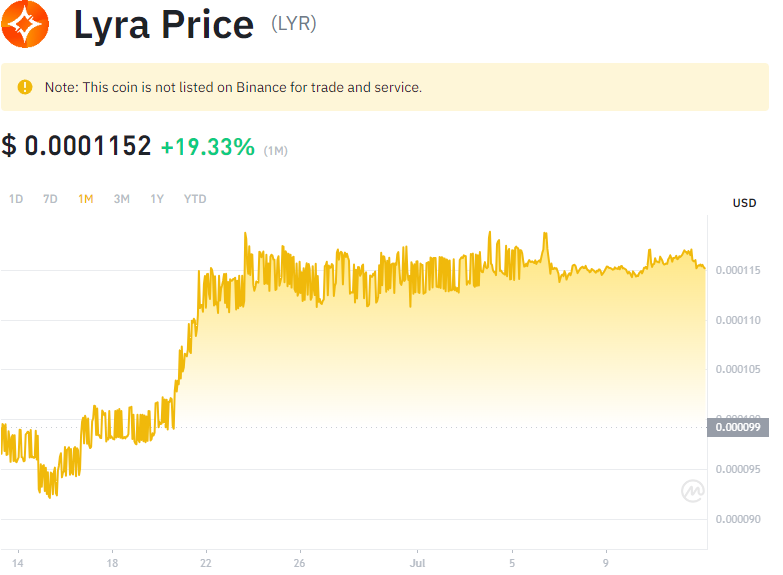 Lyra Price (LYR)
Note: This coin is not listed on Binance for trade and service.
$ 0.0001152 +19.33% (1M)
1D 7D 1M 3M 1Y YTD
USD
0.000115
0.000110
0.000105
0.000099
0.000095
0.000090
14 18 22 26 Jul 5 9